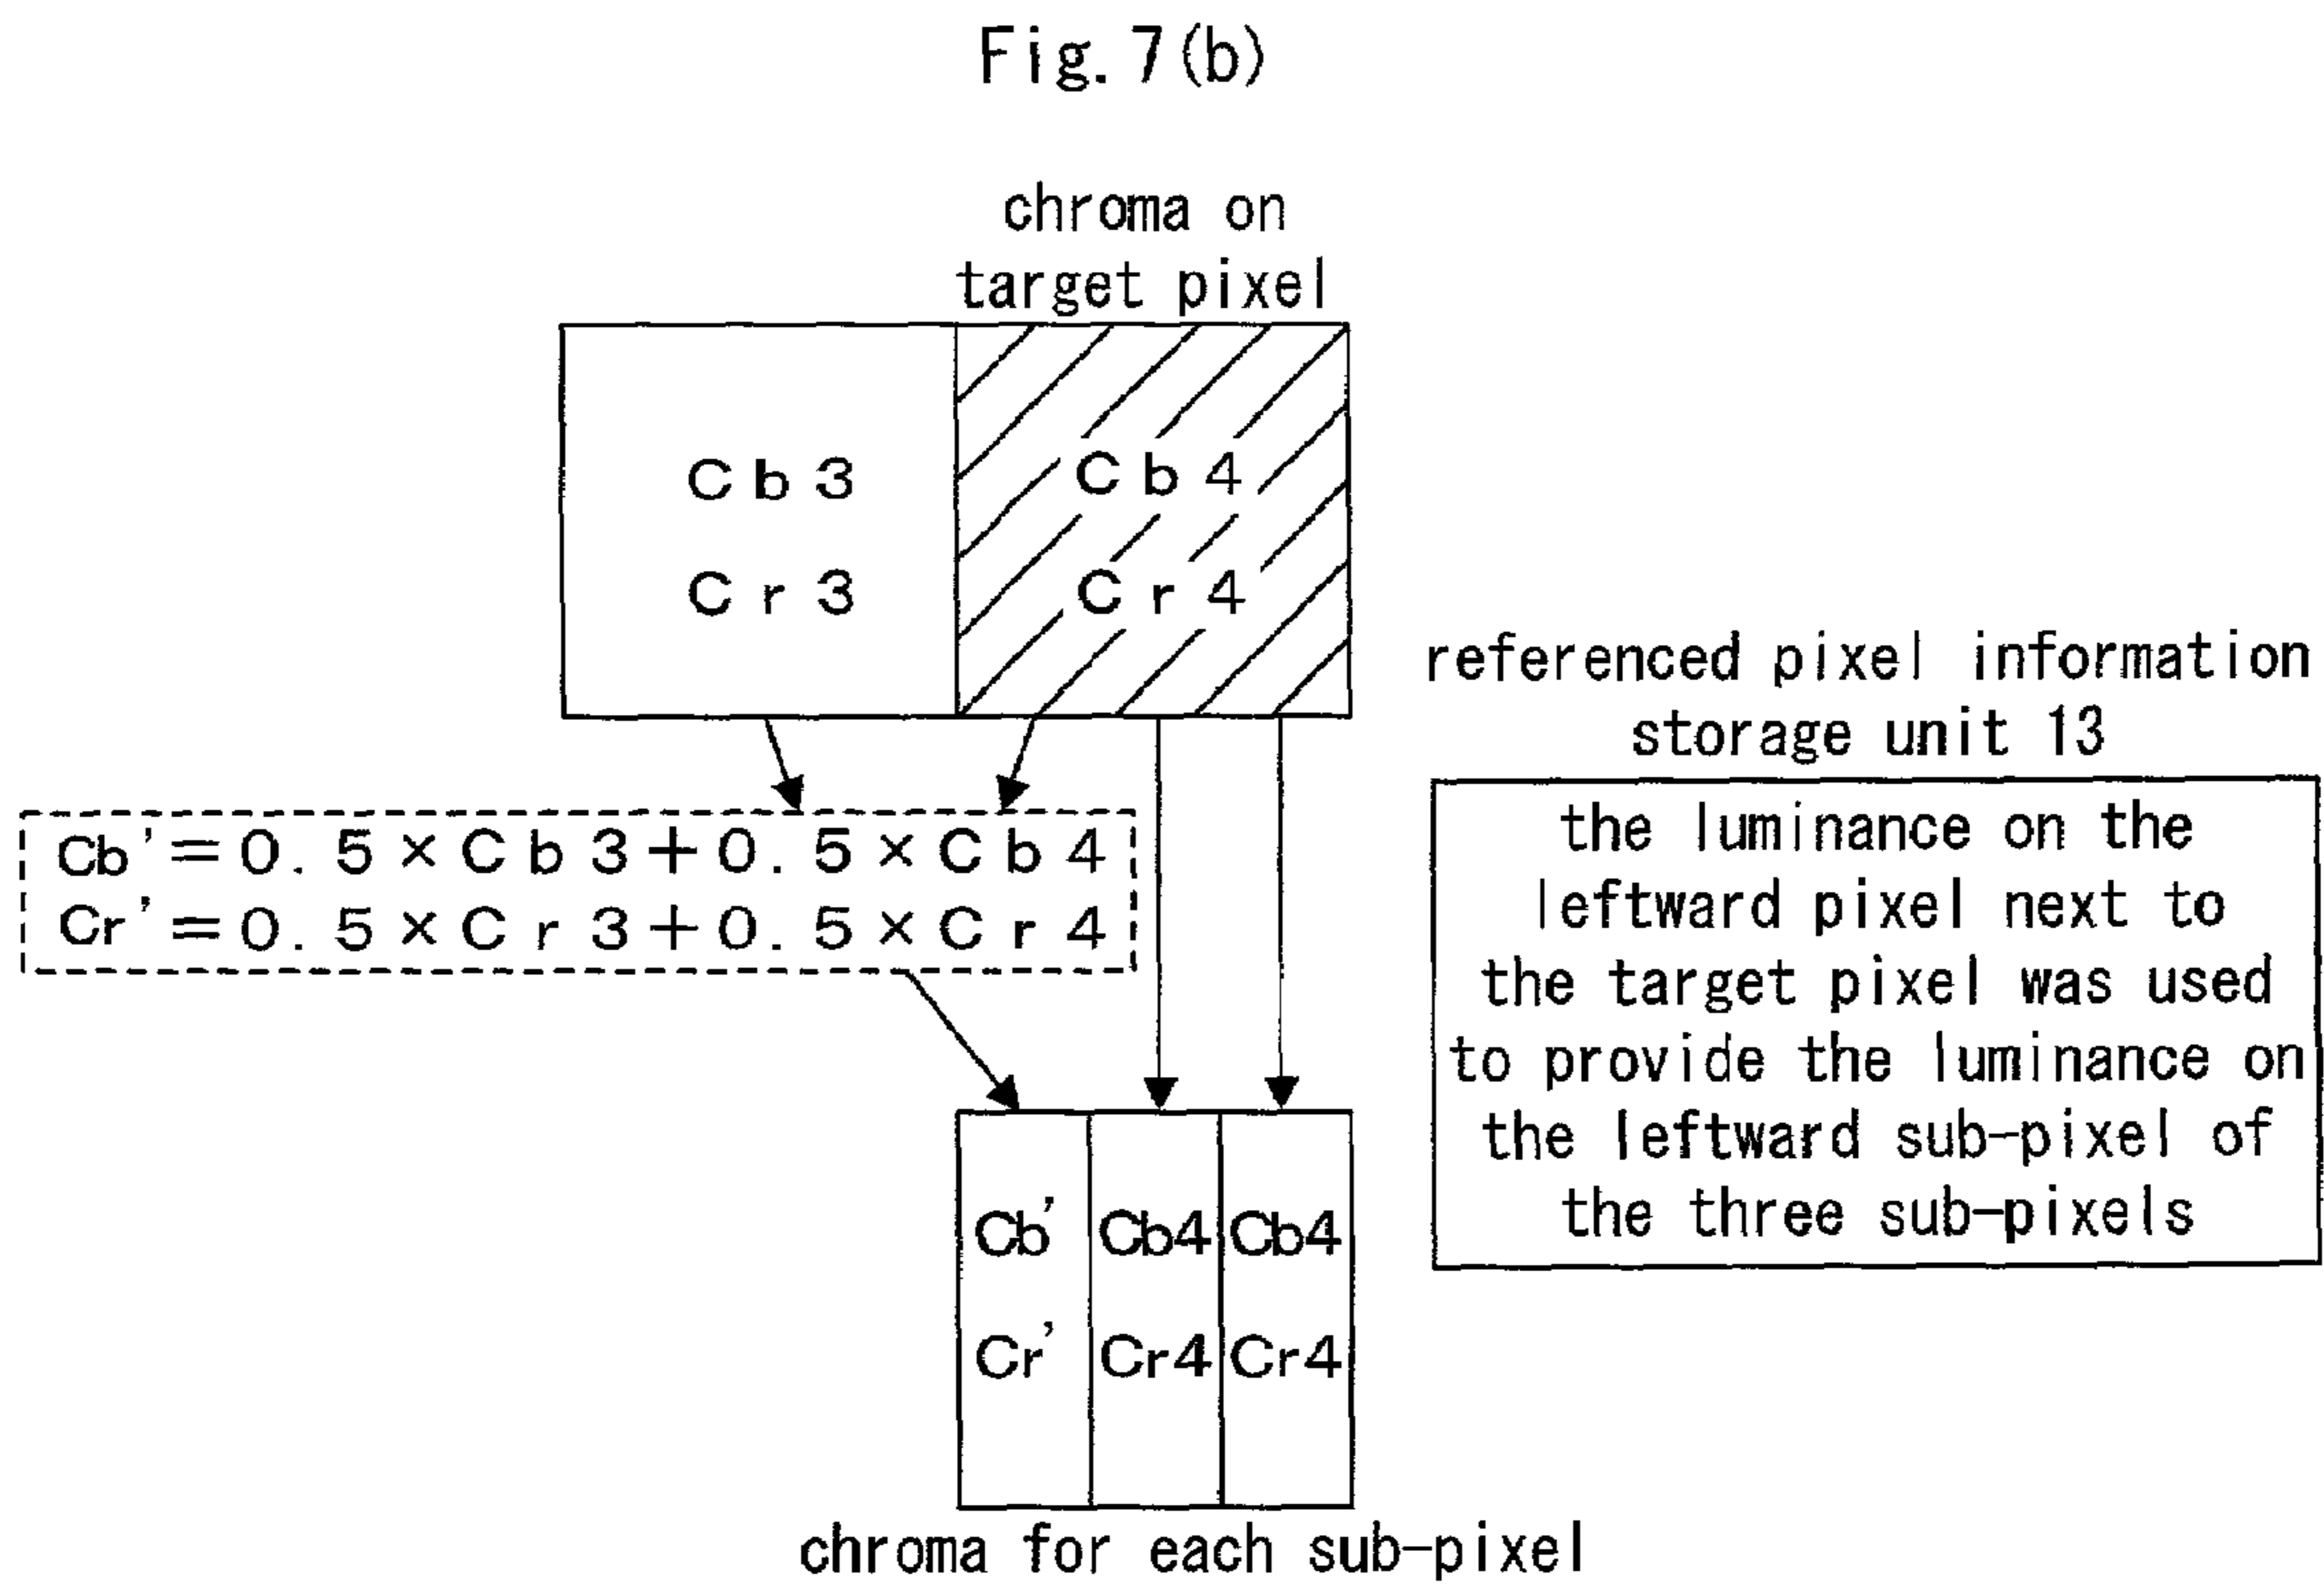 Fig. 7(b)
chroma on
target pixel
Cb3
Cb4
Cr3
Cr4
referenced pixel information
storage unit 13
Cb'=0.5×Cb3+0.5×Cb4
Cr'=0.5×Cr3+0.5×Cr4
the luminance on the
leftward pixel next to
the target pixel was used
to provide the luminance on
the leftward sub-pixel of
the three sub-pixels
Cb' Cb4 Cb4
Cr' Cr4 Cr4
chroma for each sub-pixel